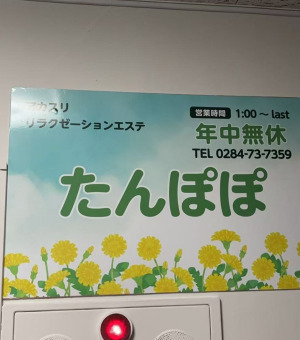 アカスリ
リラクゼーションエステ
営業時間 1:00～last
年中無休
TEL 0284-73-7359
たんぽぽ